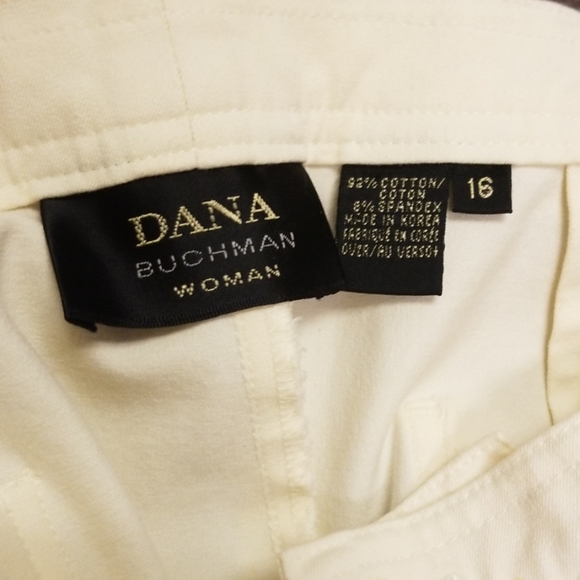 DANA
BUCHMAN
WOMAN
92% COTTON/
COTON
8% SPANDEX
MADE IN KOREA
FABRIQUÉ EN CORÉE
OVER/AU VERSO
16